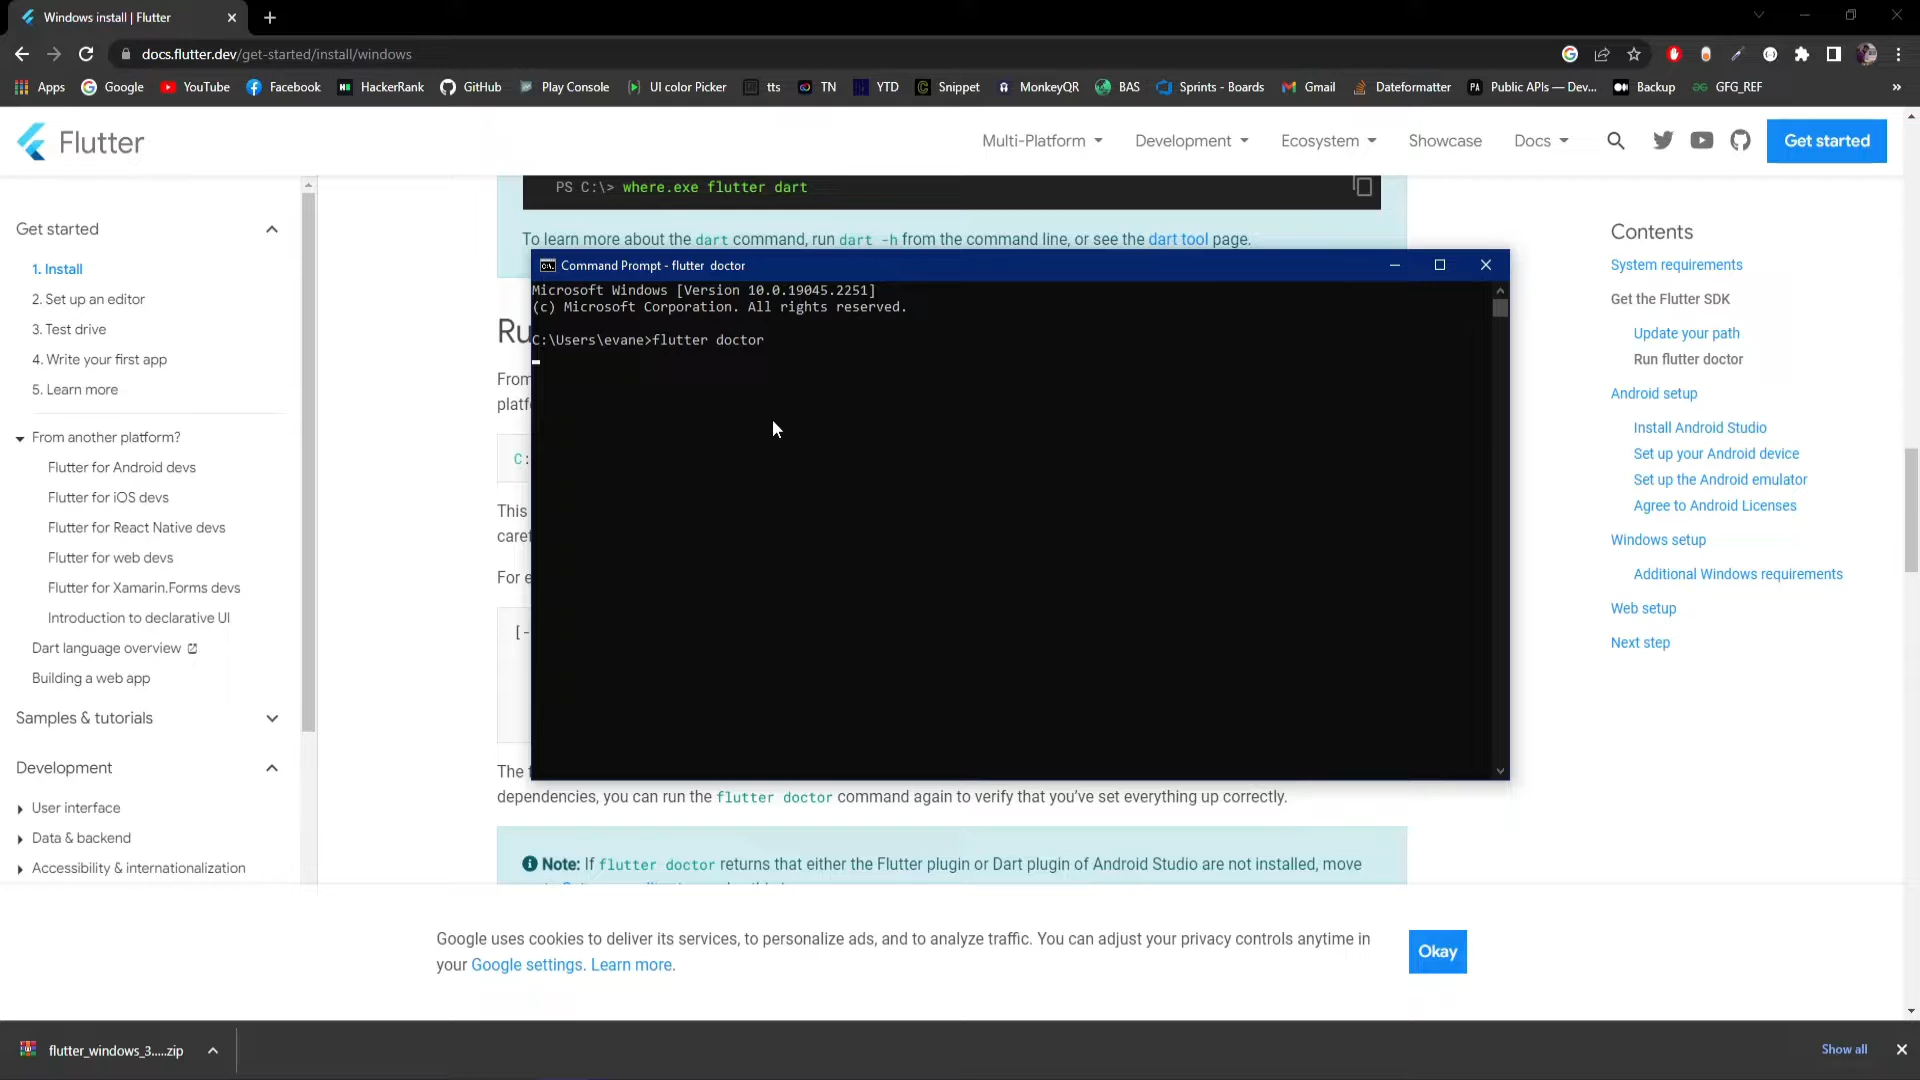 Windows install | Flutter
docs.flutter.dev/get-started/install/windows
Apps Google YouTube Facebook HackerRank GitHub Play Console UI color Picker tts TN YTD Snippet MonkeyQR BAS Sprints - Boards Gmail Dateformatter Public APIs — Dev... Backup GFG_REF
Flutter
Multi-Platform Development Ecosystem Showcase Docs Get started
Get started
1. Install
2. Set up an editor
3. Test drive
4. Write your first app
5. Learn more
From another platform?
Flutter for Android devs
Flutter for iOS devs
Flutter for React Native devs
Flutter for web devs
Flutter for Xamarin.Forms devs
Introduction to declarative UI
Dart language overview
Building a web app
Samples & tutorials
Development
User interface
Data & backend
Accessibility & internationalization
PS C:\> where.exe flutter dart
To learn more about the dart command, run dart -h from the command line, or see the dart tool page.
Ru
From
platf
C:
This
care
For e
[-
Command Prompt - flutter doctor
Microsoft Windows [Version 10.0.19045.2251]
(c) Microsoft Corporation. All rights reserved.
C:\Users\evane>flutter doctor
The
dependencies, you can run the flutter doctor command again to verify that you've set everything up correctly.
Note: If flutter doctor returns that either the Flutter plugin or Dart plugin of Android Studio are not installed, move
Contents
System requirements
Get the Flutter SDK
Update your path
Run flutter doctor
Android setup
Install Android Studio
Set up your Android device
Set up the Android emulator
Agree to Android Licenses
Windows setup
Additional Windows requirements
Web setup
Next step
Google uses cookies to deliver its services, to personalize ads, and to analyze traffic. You can adjust your privacy controls anytime in
your Google settings. Learn more.
Okay
flutter_windows_3.....zip
Show all